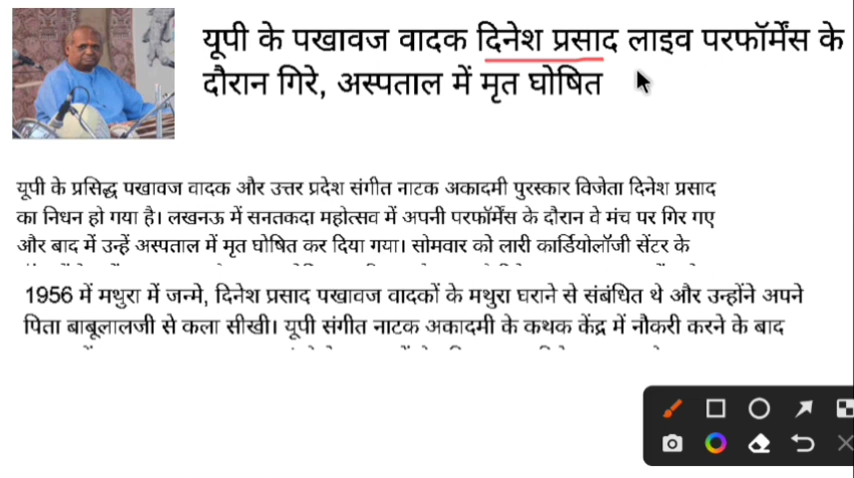 यूपी के पखावज वादक दिनेश प्रसाद लाइव परफॉर्मेंस के
दौरान गिरे, अस्पताल में मृत घोषित
यूपी के प्रसिद्ध पखावज वादक और उत्तर प्रदेश संगीत नाटक अकादमी पुरस्कार विजेता दिनेश प्रसाद
का निधन हो गया है। लखनऊ में सनतकदा महोत्सव में अपनी परफॉर्मेंस के दौरान वे मंच पर गिर गए
और बाद में उन्हें अस्पताल में मृत घोषित कर दिया गया। सोमवार को लारी कार्डियोलॉजी सेंटर के
1956 में मथुरा में जन्मे, दिनेश प्रसाद पखावज वादकों के मथुरा घराने से संबंधित थे और उन्होंने अपने
पिता बाबूलालजी से कला सीखी। यूपी संगीत नाटक अकादमी के कथक केंद्र में नौकरी करने के बाद